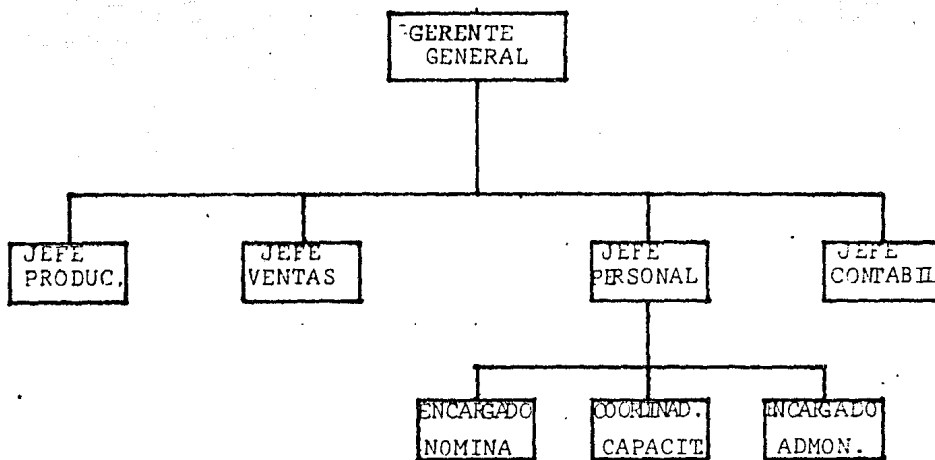 GERENTE
GENERAL
JEFE
PRODUC.
JEFE
VENTAS
JEFE
PERSONAL
JEFE
CONTABIL
ENCARGADO
NOMINA
COORDINAD.
CAPACIT
ENCARGADO
ADMON.